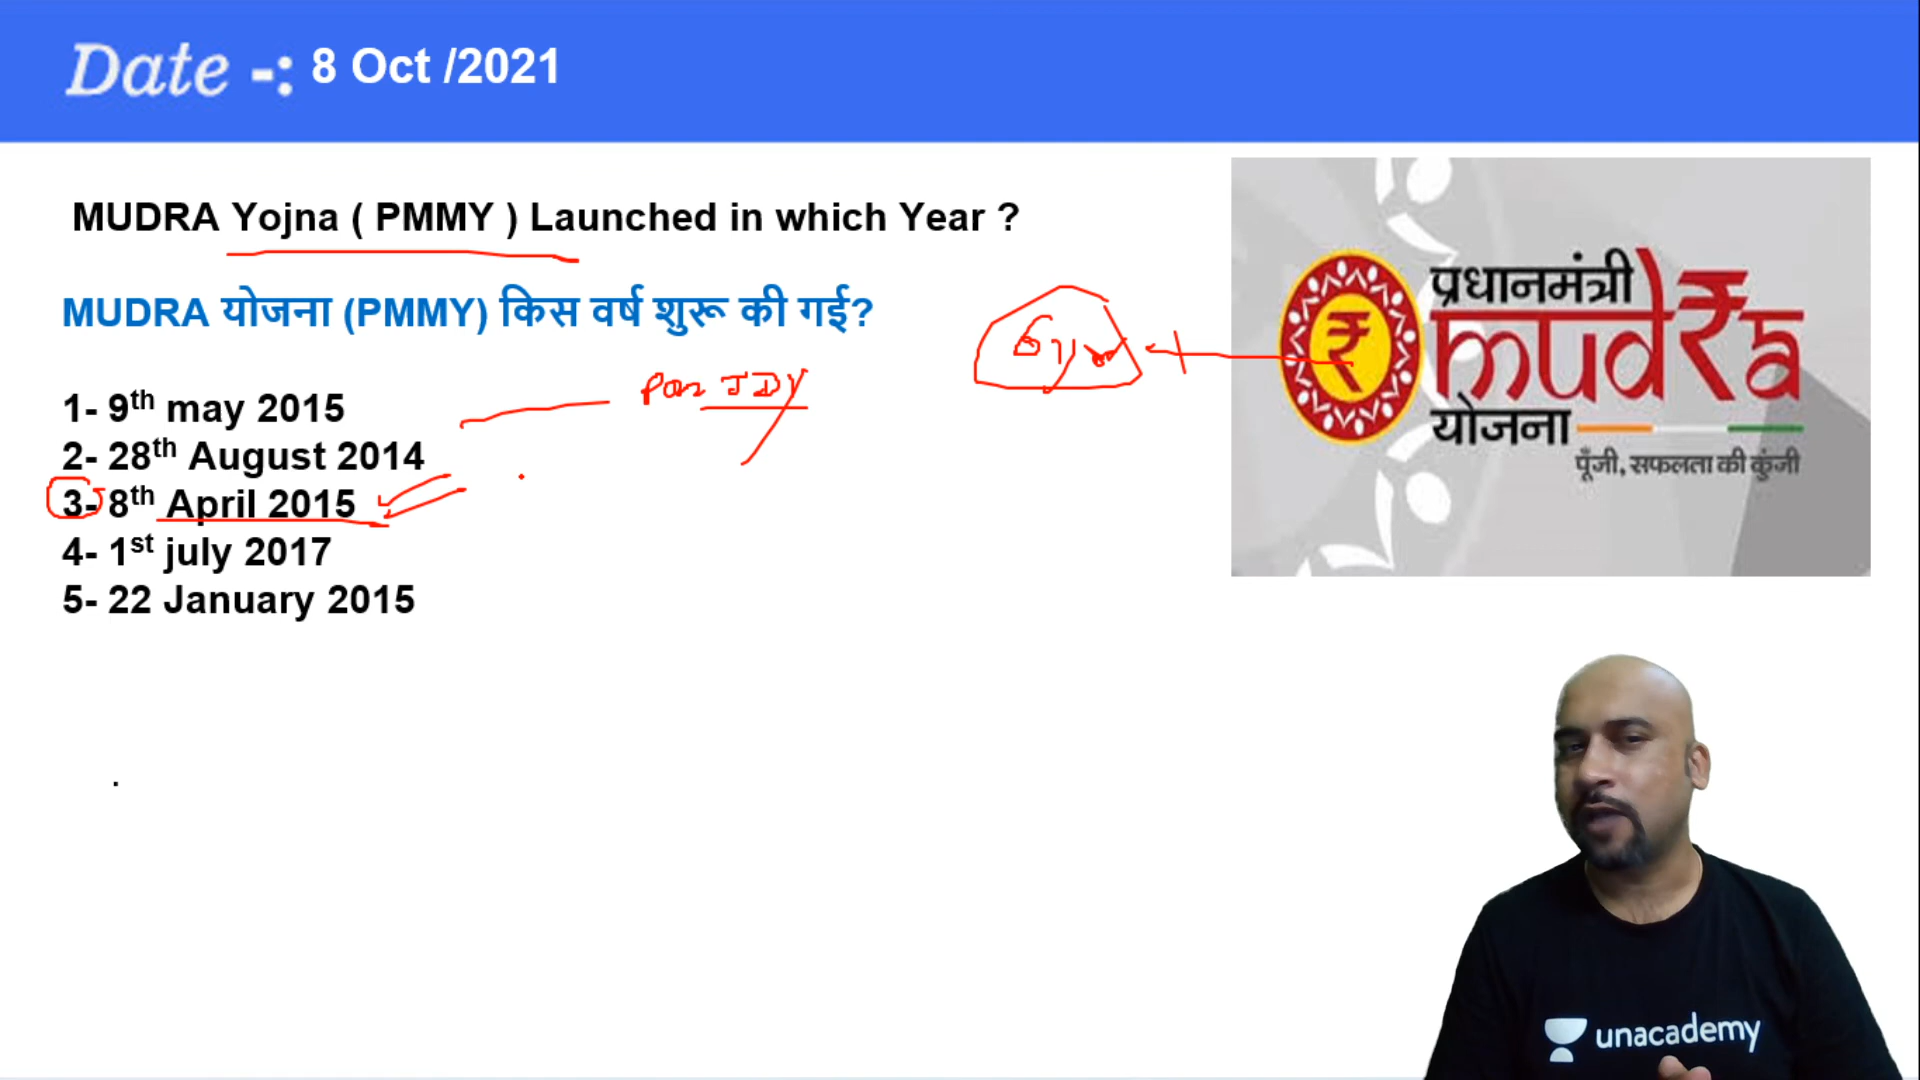 Date -: 8 Oct /2021
MUDRA Yojna ( PMMY ) Launched in which Year ?
MUDRA योजना (PMMY) किस वर्ष शुरू की गई?
1- 9th may 2015
2- 28th August 2014
3- 8th April 2015
4- 1st july 2017
5- 22 January 2015
JDY
प्रधानमंत्री
mudRa
योजना
पूँजी, सफलता की कुंजी
unacademy